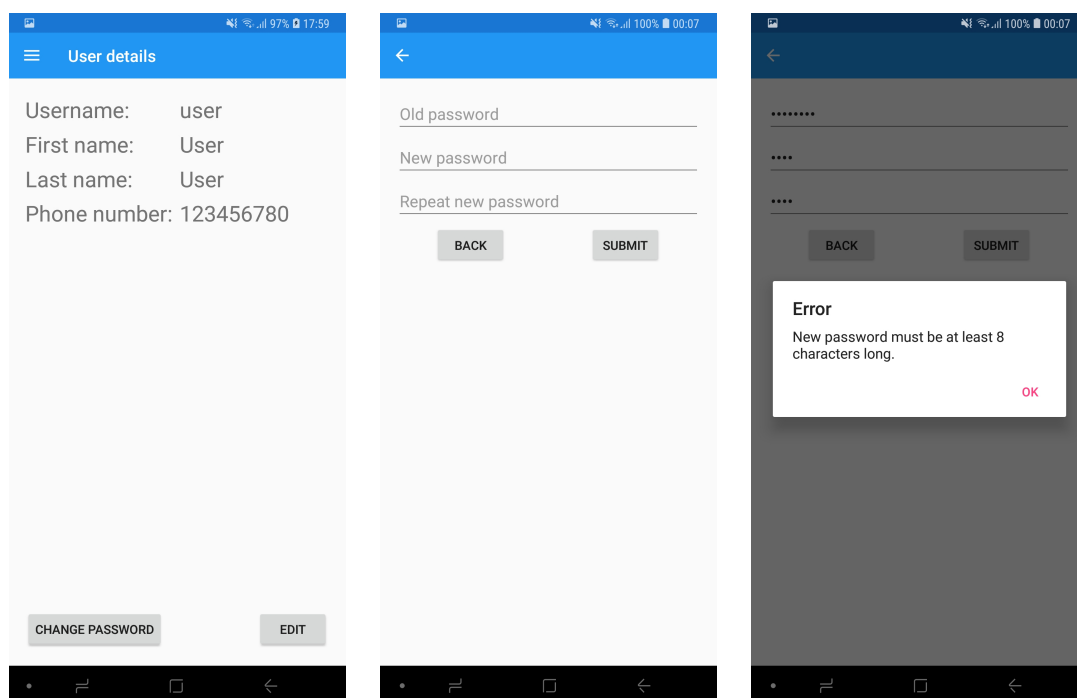 97% 17:59
User details
Username: user
First name: User
Last name: User
Phone number: 123456780
CHANGE PASSWORD EDIT
100% 00:07
Old password
New password
Repeat new password
BACK SUBMIT
100% 00:07
••••••••
••••
••••
BACK SUBMIT
Error
New password must be at least 8
characters long.
OK